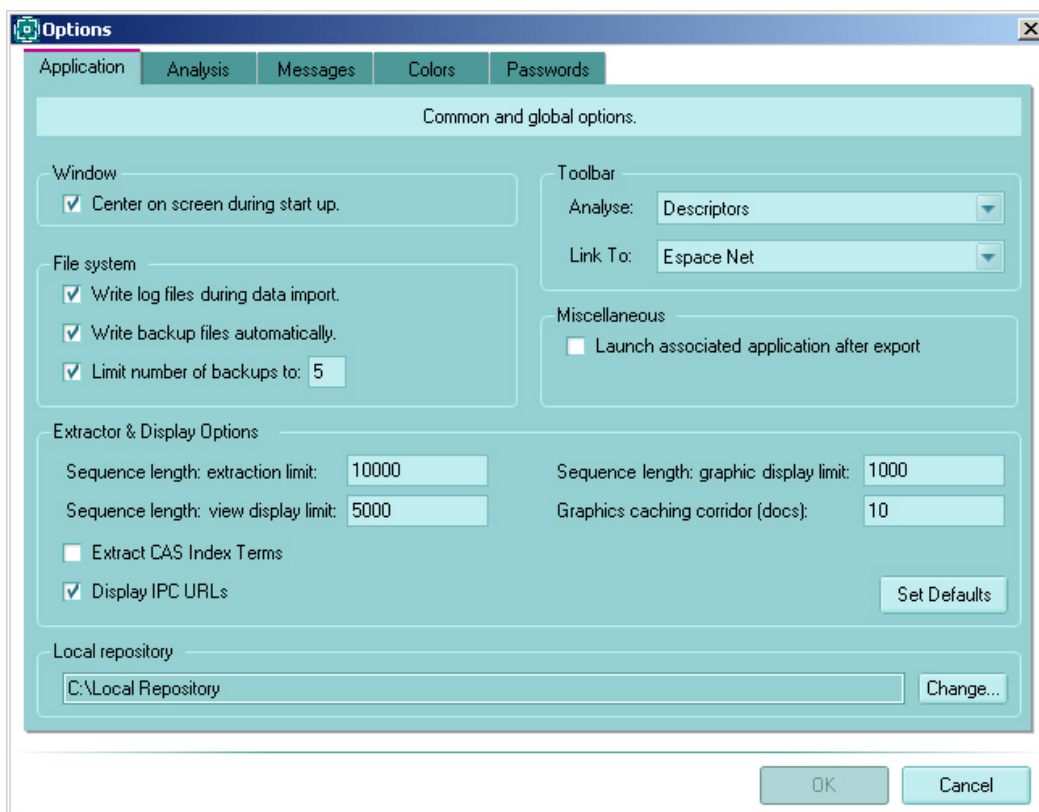 Options
Application Analysis Messages Colors Passwords
Common and global options.
Window
Center on screen during start up.
Toolbar
Analyse: Descriptors
Link To: Espace Net
File system
Write log files during data import.
Write backup files automatically.
Limit number of backups to: 5
Miscellaneous
Launch associated application after export
Extractor & Display Options
Sequence length: extraction limit: 10000
Sequence length: graphic display limit: 1000
Sequence length: view display limit: 5000
Graphics caching corridor (docs): 10
Extract CAS Index Terms
Display IPC URLs
Set Defaults
Local repository
C:\Local Repository
Change...
OK Cancel